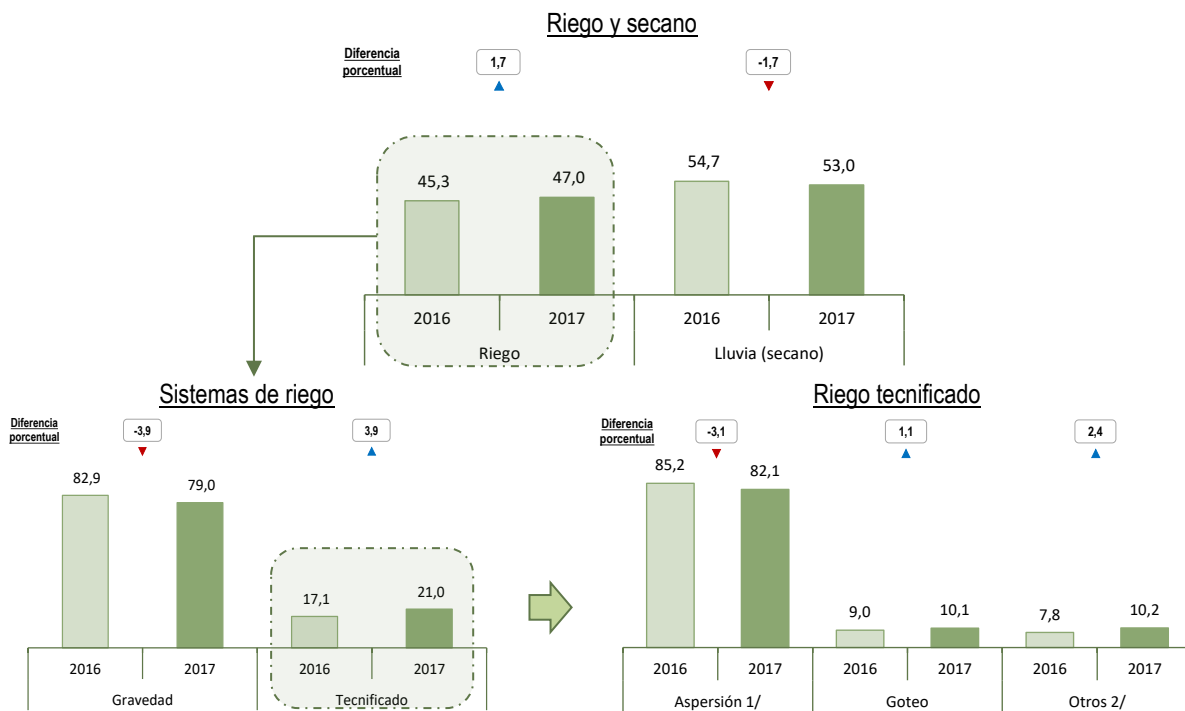 Riego y secano
Diferencia
porcentual
1,7
-1,7
45,3
47,0
54,7
53,0
2016
2017
2016
2017
Riego
Lluvia (secano)
Sistemas de riego
Diferencia
porcentual
-3,9
3,9
82,9
79,0
17,1
21,0
2016
2017
2016
2017
Gravedad
Tecnificado
Riego tecnificado
Diferencia
porcentual
-3,1
1,1
2,4
85,2
82,1
9,0
10,1
7,8
10,2
2016
2017
2016
2017
2016
2017
Aspersión 1/
Goteo
Otros 2/